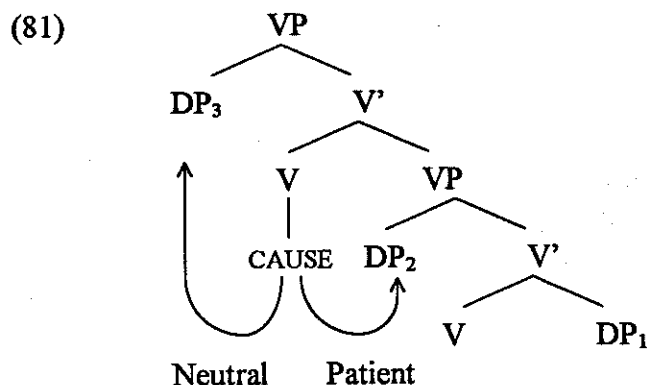 (81)
VP
DP₃ V’
V VP
CAUSE DP₂ V’
V DP₁
Neutral Patient